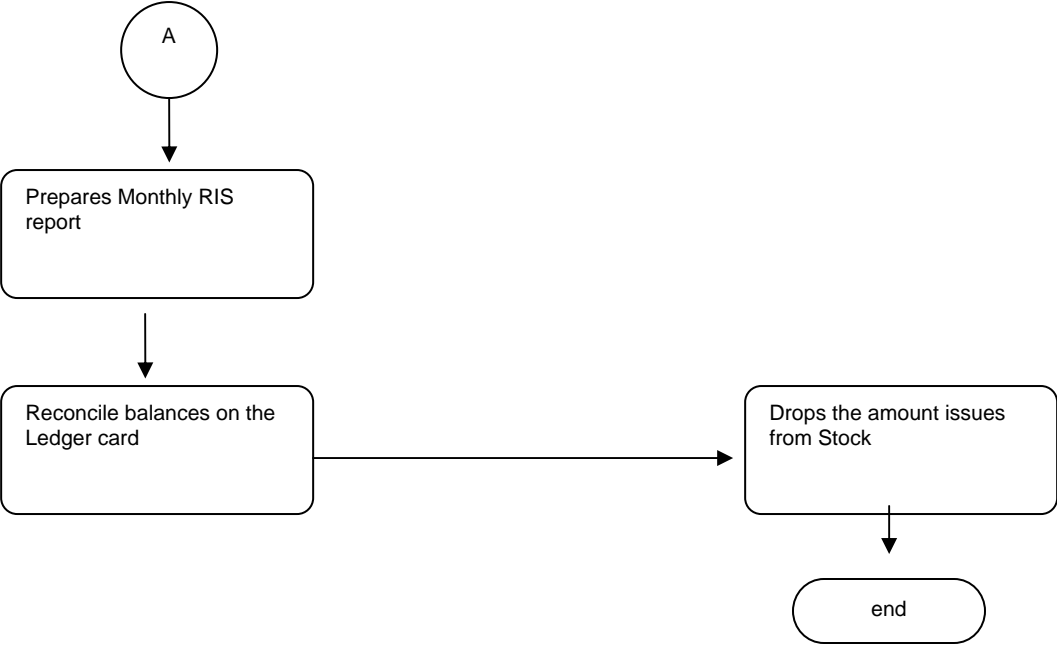 A
Prepares Monthly RIS
report
Reconcile balances on the
Ledger card
Drops the amount issues
from Stock
end